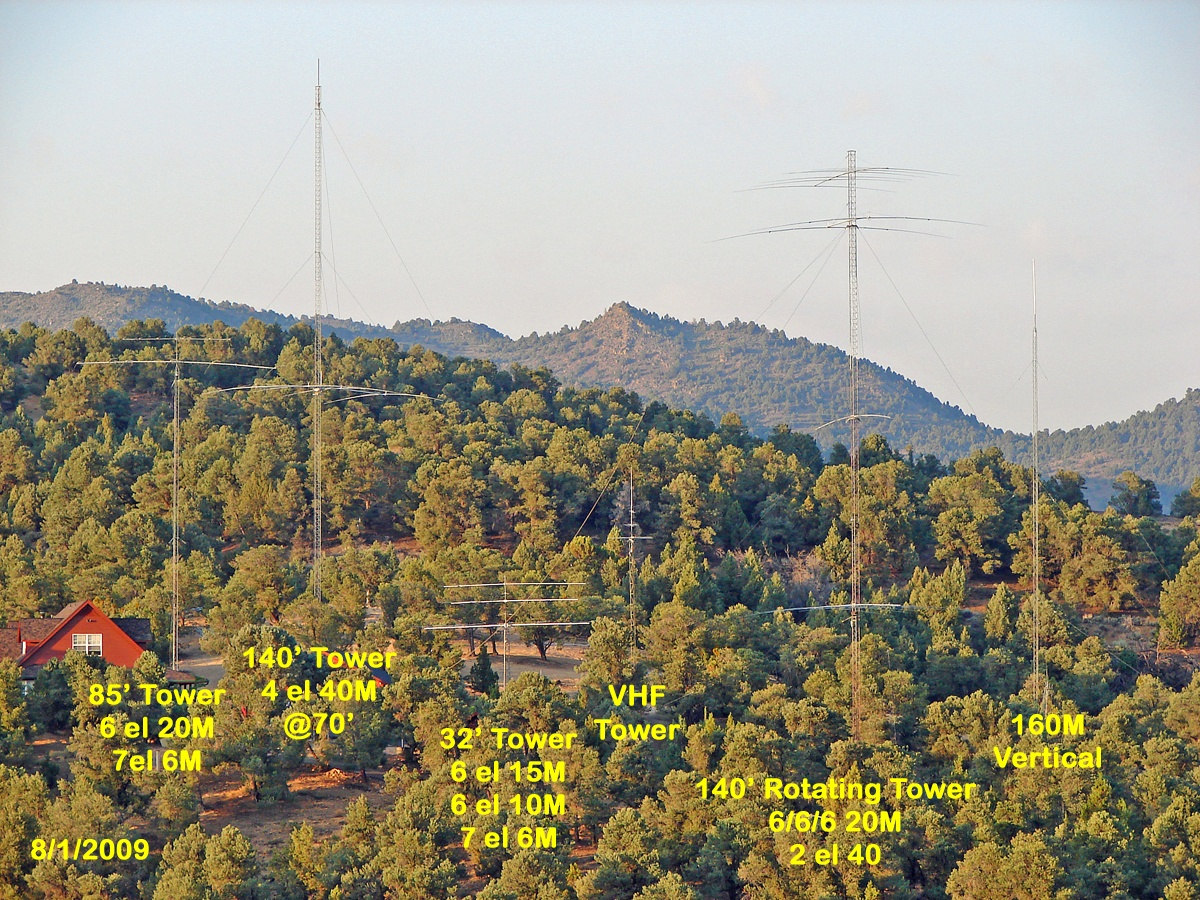 140’ Tower
4 el 40M
@70’
85’ Tower
6 el 20M
7el 6M
32’ Tower
6 el 15M
6 el 10M
7 el 6M
VHF
Tower
140’ Rotating Tower
6/6/6 20M
2 el 40
160M
Vertical
8/1/2009